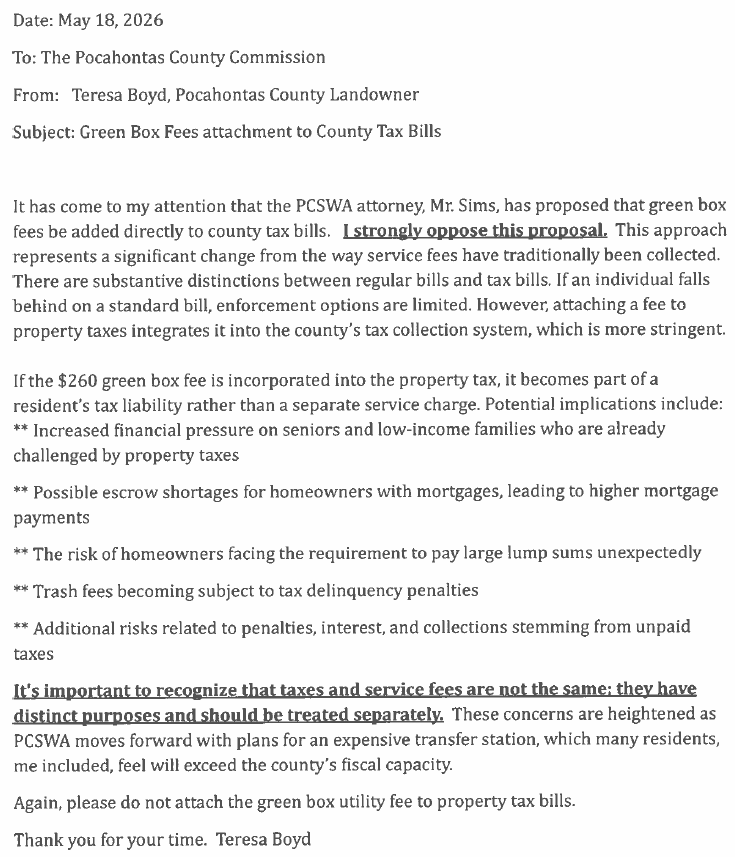 Date: May 18, 2026
To: The Pocahontas County Commission
From: Teresa Boyd, Pocahontas County Landowner
Subject: Green Box Fees attachment to County Tax Bills
It has come to my attention that the PCSWA attorney, Mr. Sims, has proposed that green box
fees be added directly to county tax bills. I strongly oppose this proposal. This approach
represents a significant change from the way service fees have traditionally been collected.
There are substantive distinctions between regular bills and tax bills. If an individual falls
behind on a standard bill, enforcement options are limited. However, attaching a fee to
property taxes integrates it into the county's tax collection system, which is more stringent.
If the $260 green box fee is incorporated into the property tax, it becomes part of a
resident's tax liability rather than a separate service charge. Potential implications include:
** Increased financial pressure on seniors and low-income families who are already
challenged by property taxes
** Possible escrow shortages for homeowners with mortgages, leading to higher mortgage
payments
** The risk of homeowners facing the requirement to pay large lump sums unexpectedly
** Trash fees becoming subject to tax delinquency penalties
** Additional risks related to penalties, interest, and collections stemming from unpaid
taxes
It's important to recognize that taxes and service fees are not the same; they have
distinct purposes and should be treated separately. These concerns are heightened as
PCSWA moves forward with plans for an expensive transfer station, which many residents,
me included, feel will exceed the county's fiscal capacity.
Again, please do not attach the green box utility fee to property tax bills.
Thank you for your time. Teresa Boyd